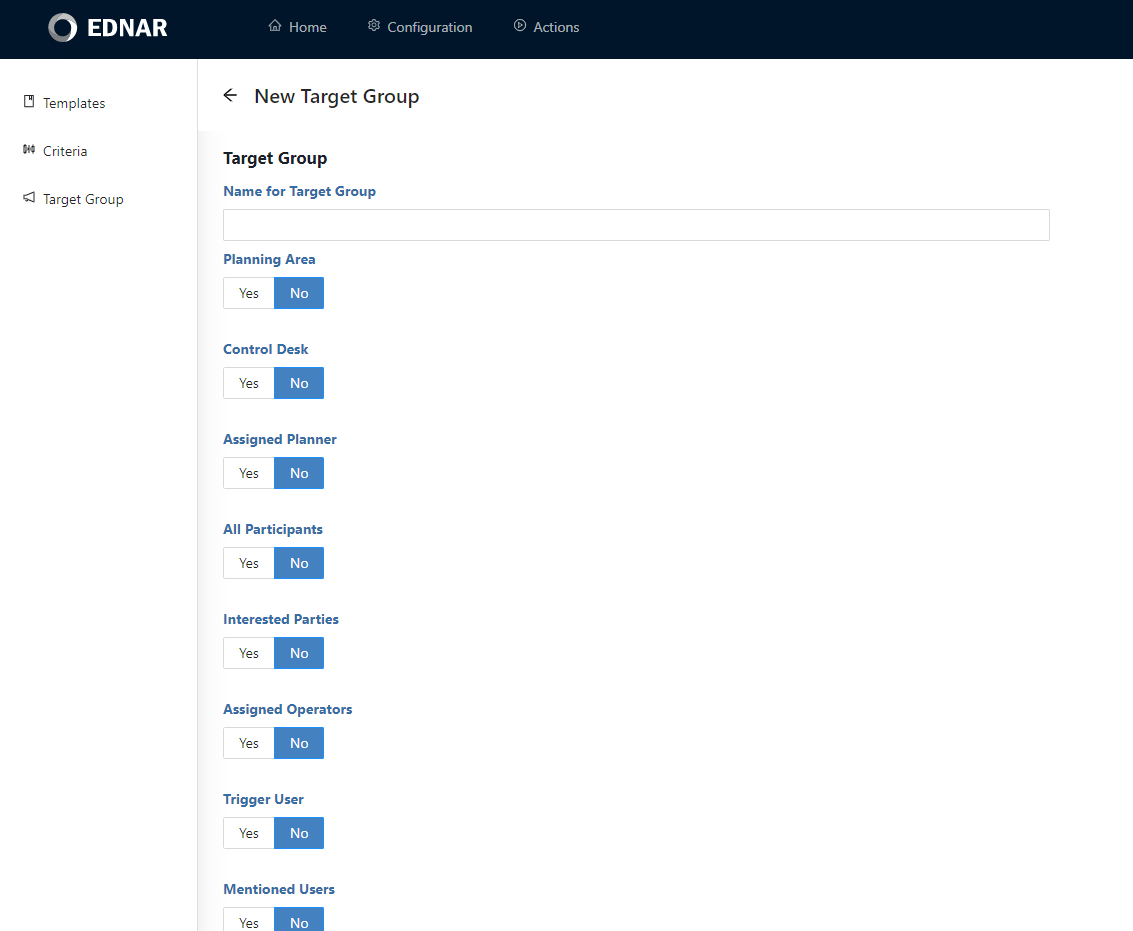 EDNAR
Home Configuration Actions
Templates
Criteria
Target Group
New Target Group
Target Group
Name for Target Group
Planning Area
Yes No
Control Desk
Yes No
Assigned Planner
Yes No
All Participants
Yes No
Interested Parties
Yes No
Assigned Operators
Yes No
Trigger User
Yes No
Mentioned Users
Yes No